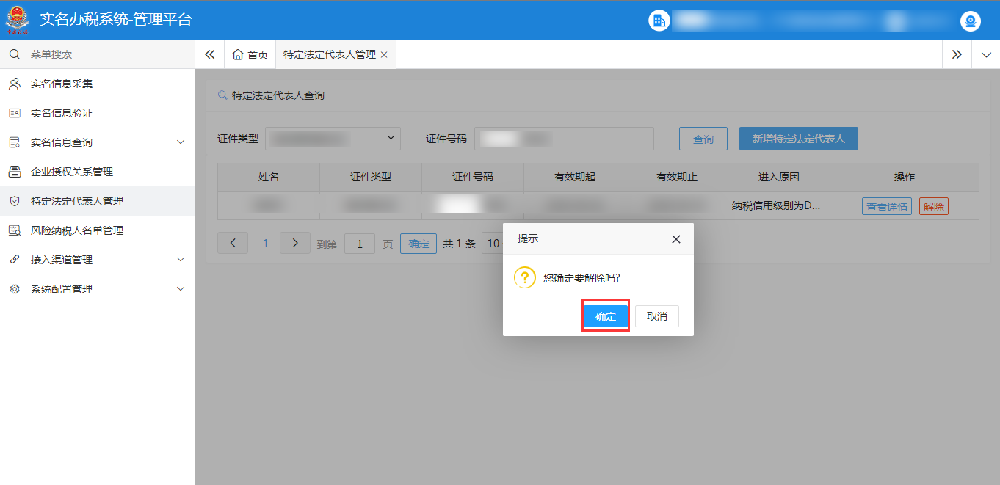 实名办税系统-管理平台
菜单搜索
首页
特定法定代表人管理
实名信息采集
实名信息验证
实名信息查询
企业授权关系管理
特定法定代表人管理
风险纳税人名单管理
接入渠道管理
系统配置管理
特定法定代表人查询
证件类型 证件号码 查询 新增特定法定代表人
姓名 证件类型 证件号码 有效期起 有效期止 进入原因 操作
纳税信用级别为D... 查看详情 解除
1 到第 1 页 确定 共 1 条 10
提示
您确定要解除吗?
确定 取消